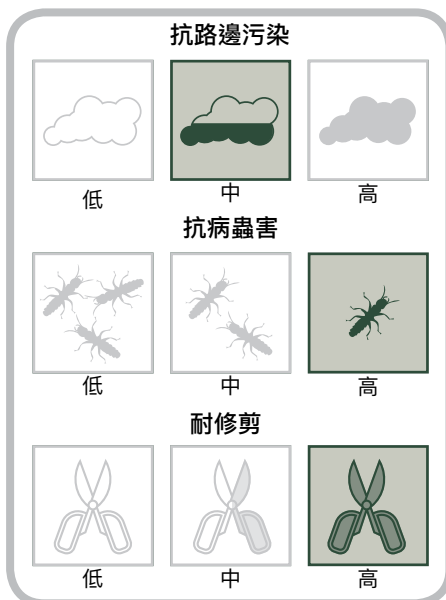 抗路邊污染
低 中 高
抗病蟲害
低 中 高
耐修剪
低 中 高